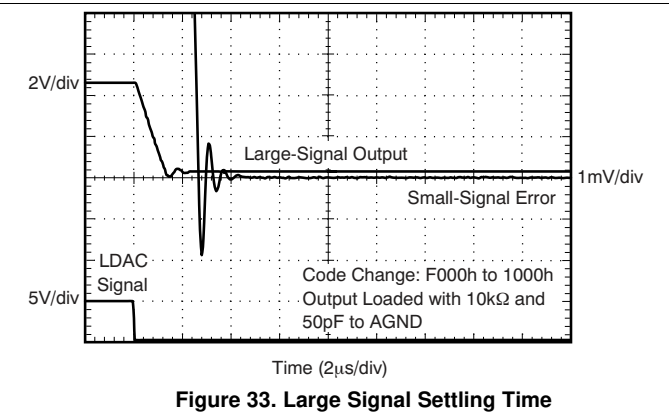 2V/div
Large-Signal Output
1mV/div
Small-Signal Error
LDAC
Signal
Code Change: F000h to 1000h
5V/div
Output Loaded with 10kΩ and
50pF to AGND
Time (2μs/div)
Figure 33. Large Signal Settling Time